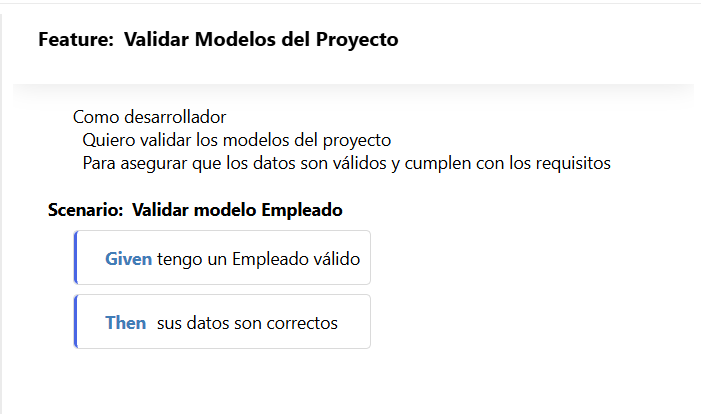 Feature: Validar Modelos del Proyecto
Como desarrollador
Quiero validar los modelos del proyecto
Para asegurar que los datos son válidos y cumplen con los requisitos
Scenario: Validar modelo Empleado
Given tengo un Empleado válido
Then sus datos son correctos